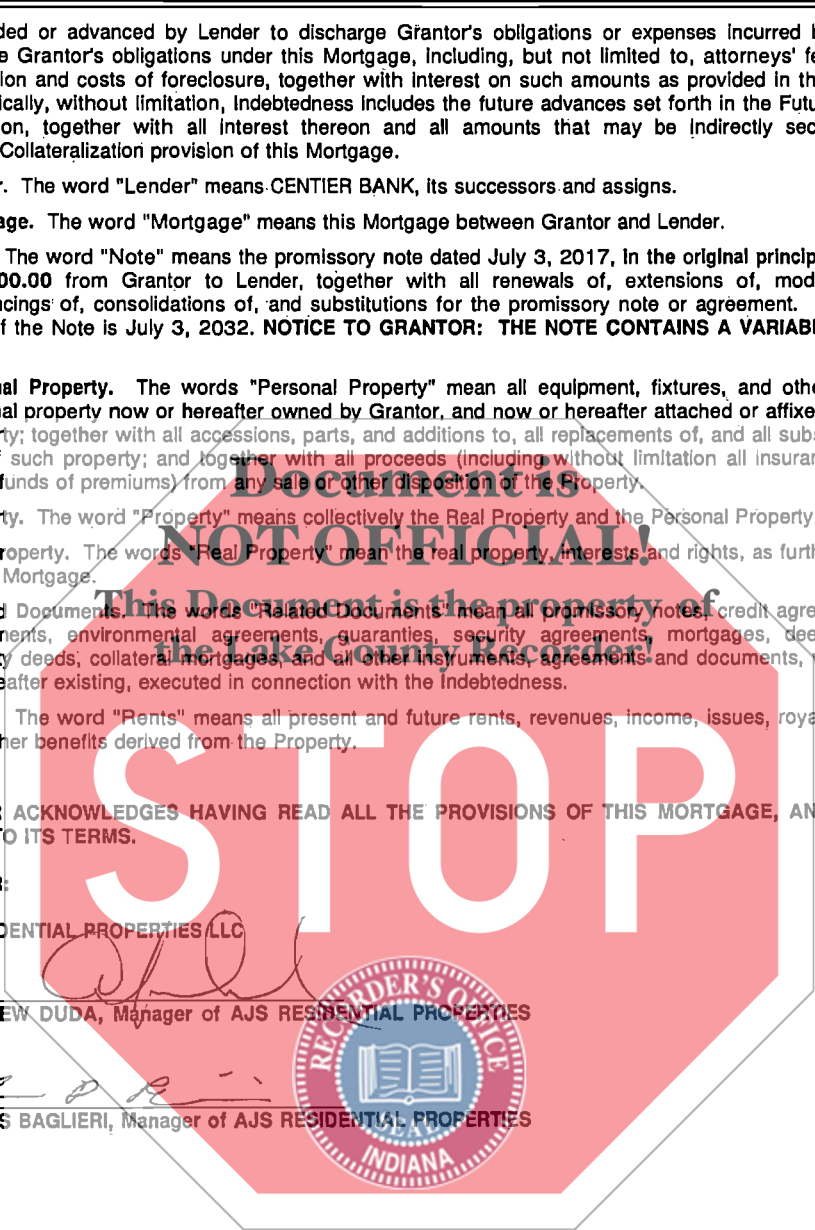 ded or advanced by Lender to discharge Grantor's obligations or expenses incurred b
e Grantor's obligations under this Mortgage, including, but not limited to, attorneys' fe
ion and costs of foreclosure, together with interest on such amounts as provided in th
ically, without limitation, Indebtedness includes the future advances set forth in the Futu
on, together with all interest thereon and all amounts that may be indirectly sec
Collateralization provision of this Mortgage.
r. The word "Lender" means CENTIER BANK, its successors and assigns.
age. The word "Mortgage" means this Mortgage between Grantor and Lender.
The word "Note" means the promissory note dated July 3, 2017, in the original princip
00.00 from Grantor to Lender, together with all renewals of, extensions of, mod
ncings of, consolidations of, and substitutions for the promissory note or agreement.
f the Note is July 3, 2032. NOTICE TO GRANTOR: THE NOTE CONTAINS A VARIABL
nal Property. The words "Personal Property" mean all equipment, fixtures, and othe
nal property now or hereafter owned by Grantor, and now or hereafter attached or affixe
rty; together with all accessions, parts, and additions to, all replacements of, and all subs
f such property; and together with all proceeds (including without limitation all insuran
funds of premiums) from any sale or other disposition of the Property.
Document is
rty. The word "Property" means collectively the Real Property and the Personal Property
NOT OFFICIAL!
roperty. The words "Real Property" mean the real property, interests and rights, as furth
Mortgage.
This Document is the property of
d Documents. The words "Related Documents" mean all promissory notes, credit agre
ments, environmental agreements, guaranties, security agreements, mortgages, dee
the Lake County Recorder!
y deeds, collateral mortgages, and all other instruments, agreements and documents, v
eafter existing, executed in connection with the Indebtedness.
The word "Rents" means all present and future rents, revenues, income, issues, roya
her benefits derived from the Property.
STOP
R ACKNOWLEDGES HAVING READ ALL THE PROVISIONS OF THIS MORTGAGE, AN
TO ITS TERMS.
R:
DENTIAL PROPERTIES LLC
EW DUDA, Manager of AJS RESIDENTIAL PROPERTIES
S BAGLIERI, Manager of AJS RESIDENTIAL PROPERTIES
RECORDER'S OFFICE
SEAL
INDIANA